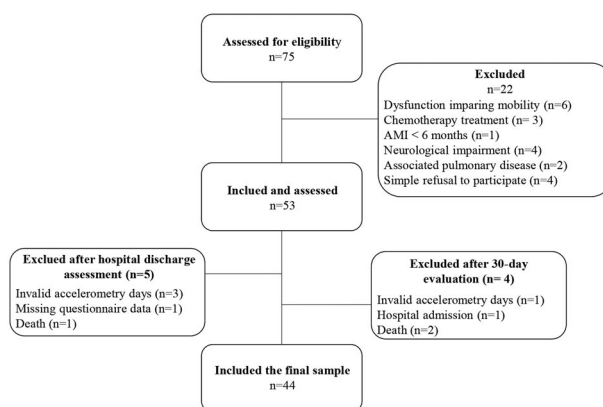 Assessed for eligibility
n=75
Excluded
n=22
Dysfunction imparing mobility (n=6)
Chemotherapy treatment (n= 3)
AMI < 6 months (n=1)
Neurological impairment (n=4)
Associated pulmonary disease (n=2)
Simple refusal to participate (n=4)
Inclued and assessed
n=53
Exclued after hospital discharge
assessment (n=5)
Invalid accelerometry days (n=3)
Missing questionnaire data (n=1)
Death (n=1)
Excluded after 30-day
evaluation (n= 4)
Invalid accelerometry days (n=1)
Hospital admission (n=1)
Death (n=2)
Included the final sample
n=44